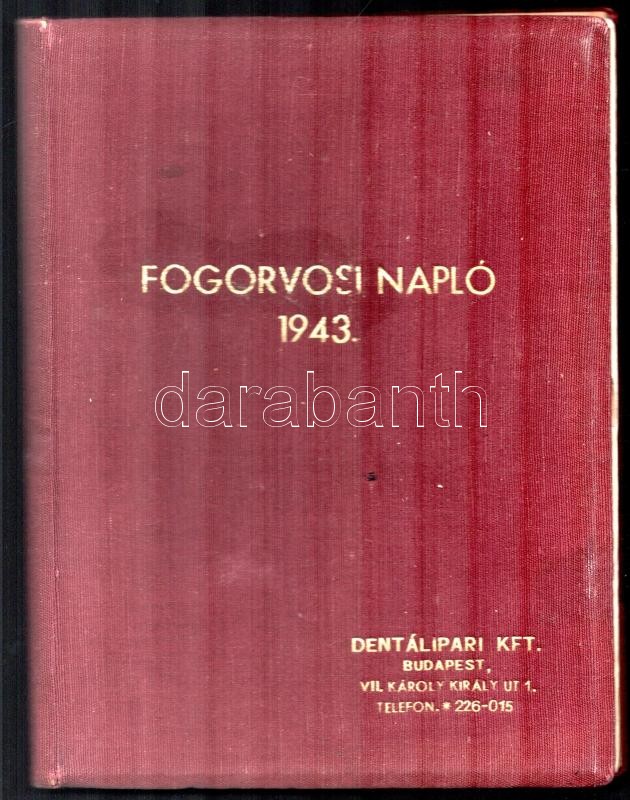 FOGORVOSI NAPLÓ
1943.
darabanth
DENTÁLIPARI KFT.
BUDAPEST,
VII. KÁROLY KIRÁLY UT 1.
TELEFON. * 226-015